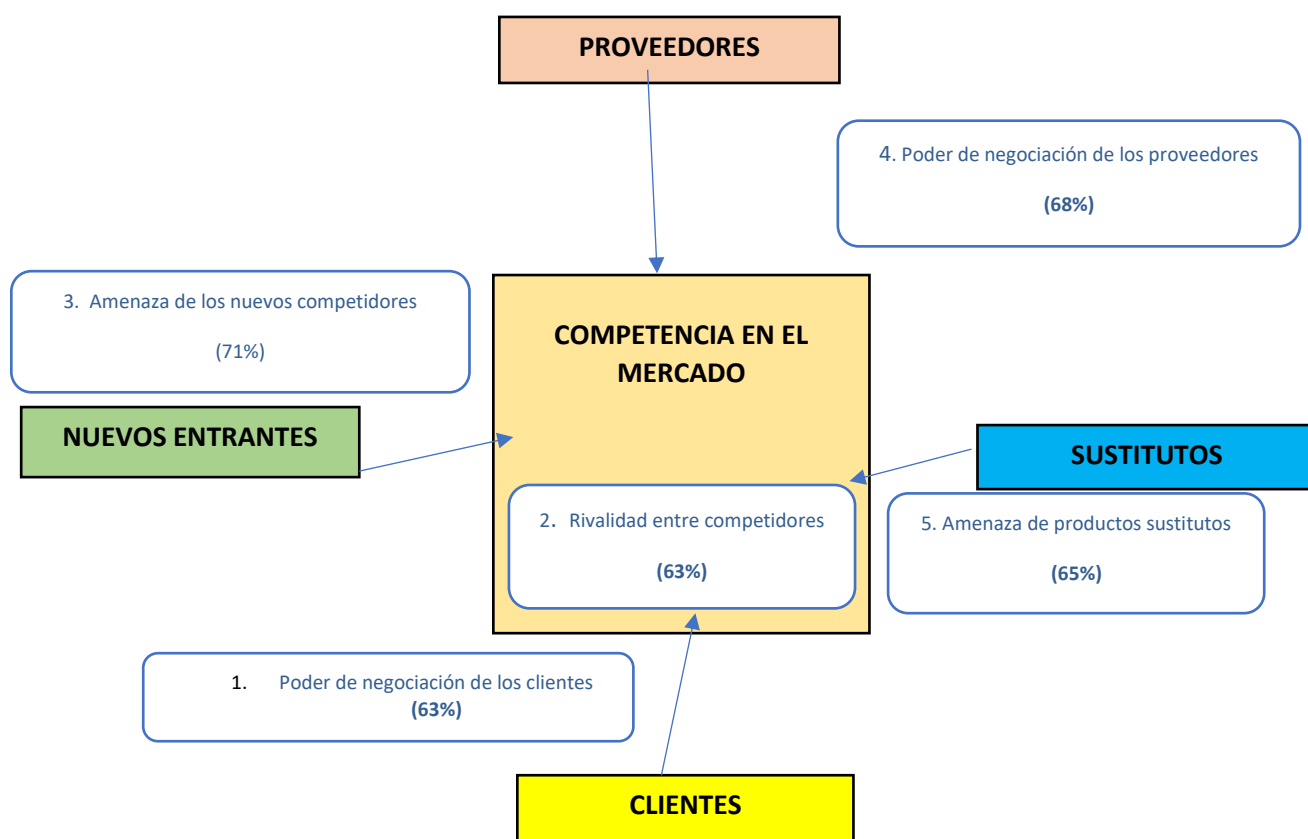 PROVEEDORES
4. Poder de negociación de los proveedores
(68%)
3. Amenaza de los nuevos competidores
(71%)
COMPETENCIA EN EL
MERCADO
NUEVOS ENTRANTES
SUSTITUTOS
2. Rivalidad entre competidores
(63%)
5. Amenaza de productos sustitutos
(65%)
1. Poder de negociación de los clientes
(63%)
CLIENTES